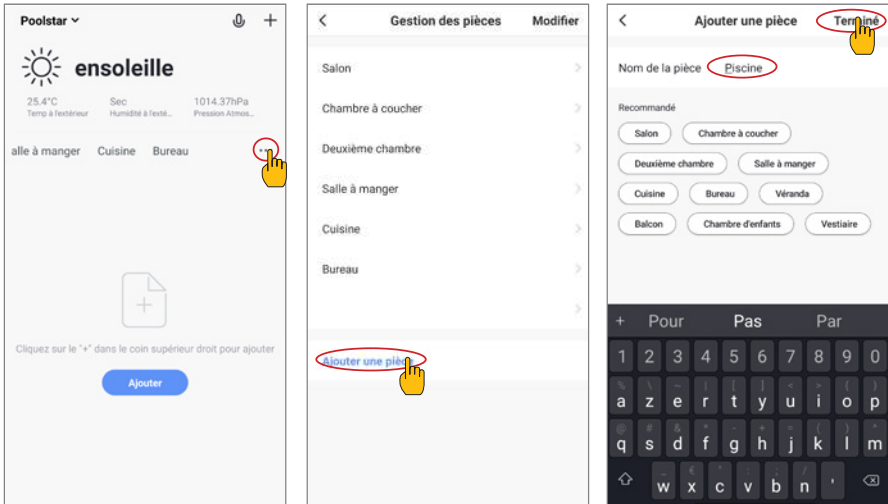 Poolstar
ensoleille
25.4°C Sec 1014.37hPa
Temp à l'extérieur Humidité à l'exté... Pression Atmos...
alle à manger Cuisine Bureau ...
Cliquez sur le "+" dans le coin supérieur droit pour ajouter
Ajouter
Gestion des pièces Modifier
Salon
Chambre à coucher
Deuxième chambre
Salle à manger
Cuisine
Bureau
Ajouter une pièce
Ajouter une pièce Terminé
Nom de la pièce Piscine
Recommandé
Salon Chambre à coucher
Deuxième chambre Salle à manger
Cuisine Bureau Véranda
Balcon Chambre d'enfants Vestiaire
+ Pour Pas Par
1 2 3 4 5 6 7 8 9 0
a z e r t y u i o p
q s d f g h j k l m
w x c v b n '